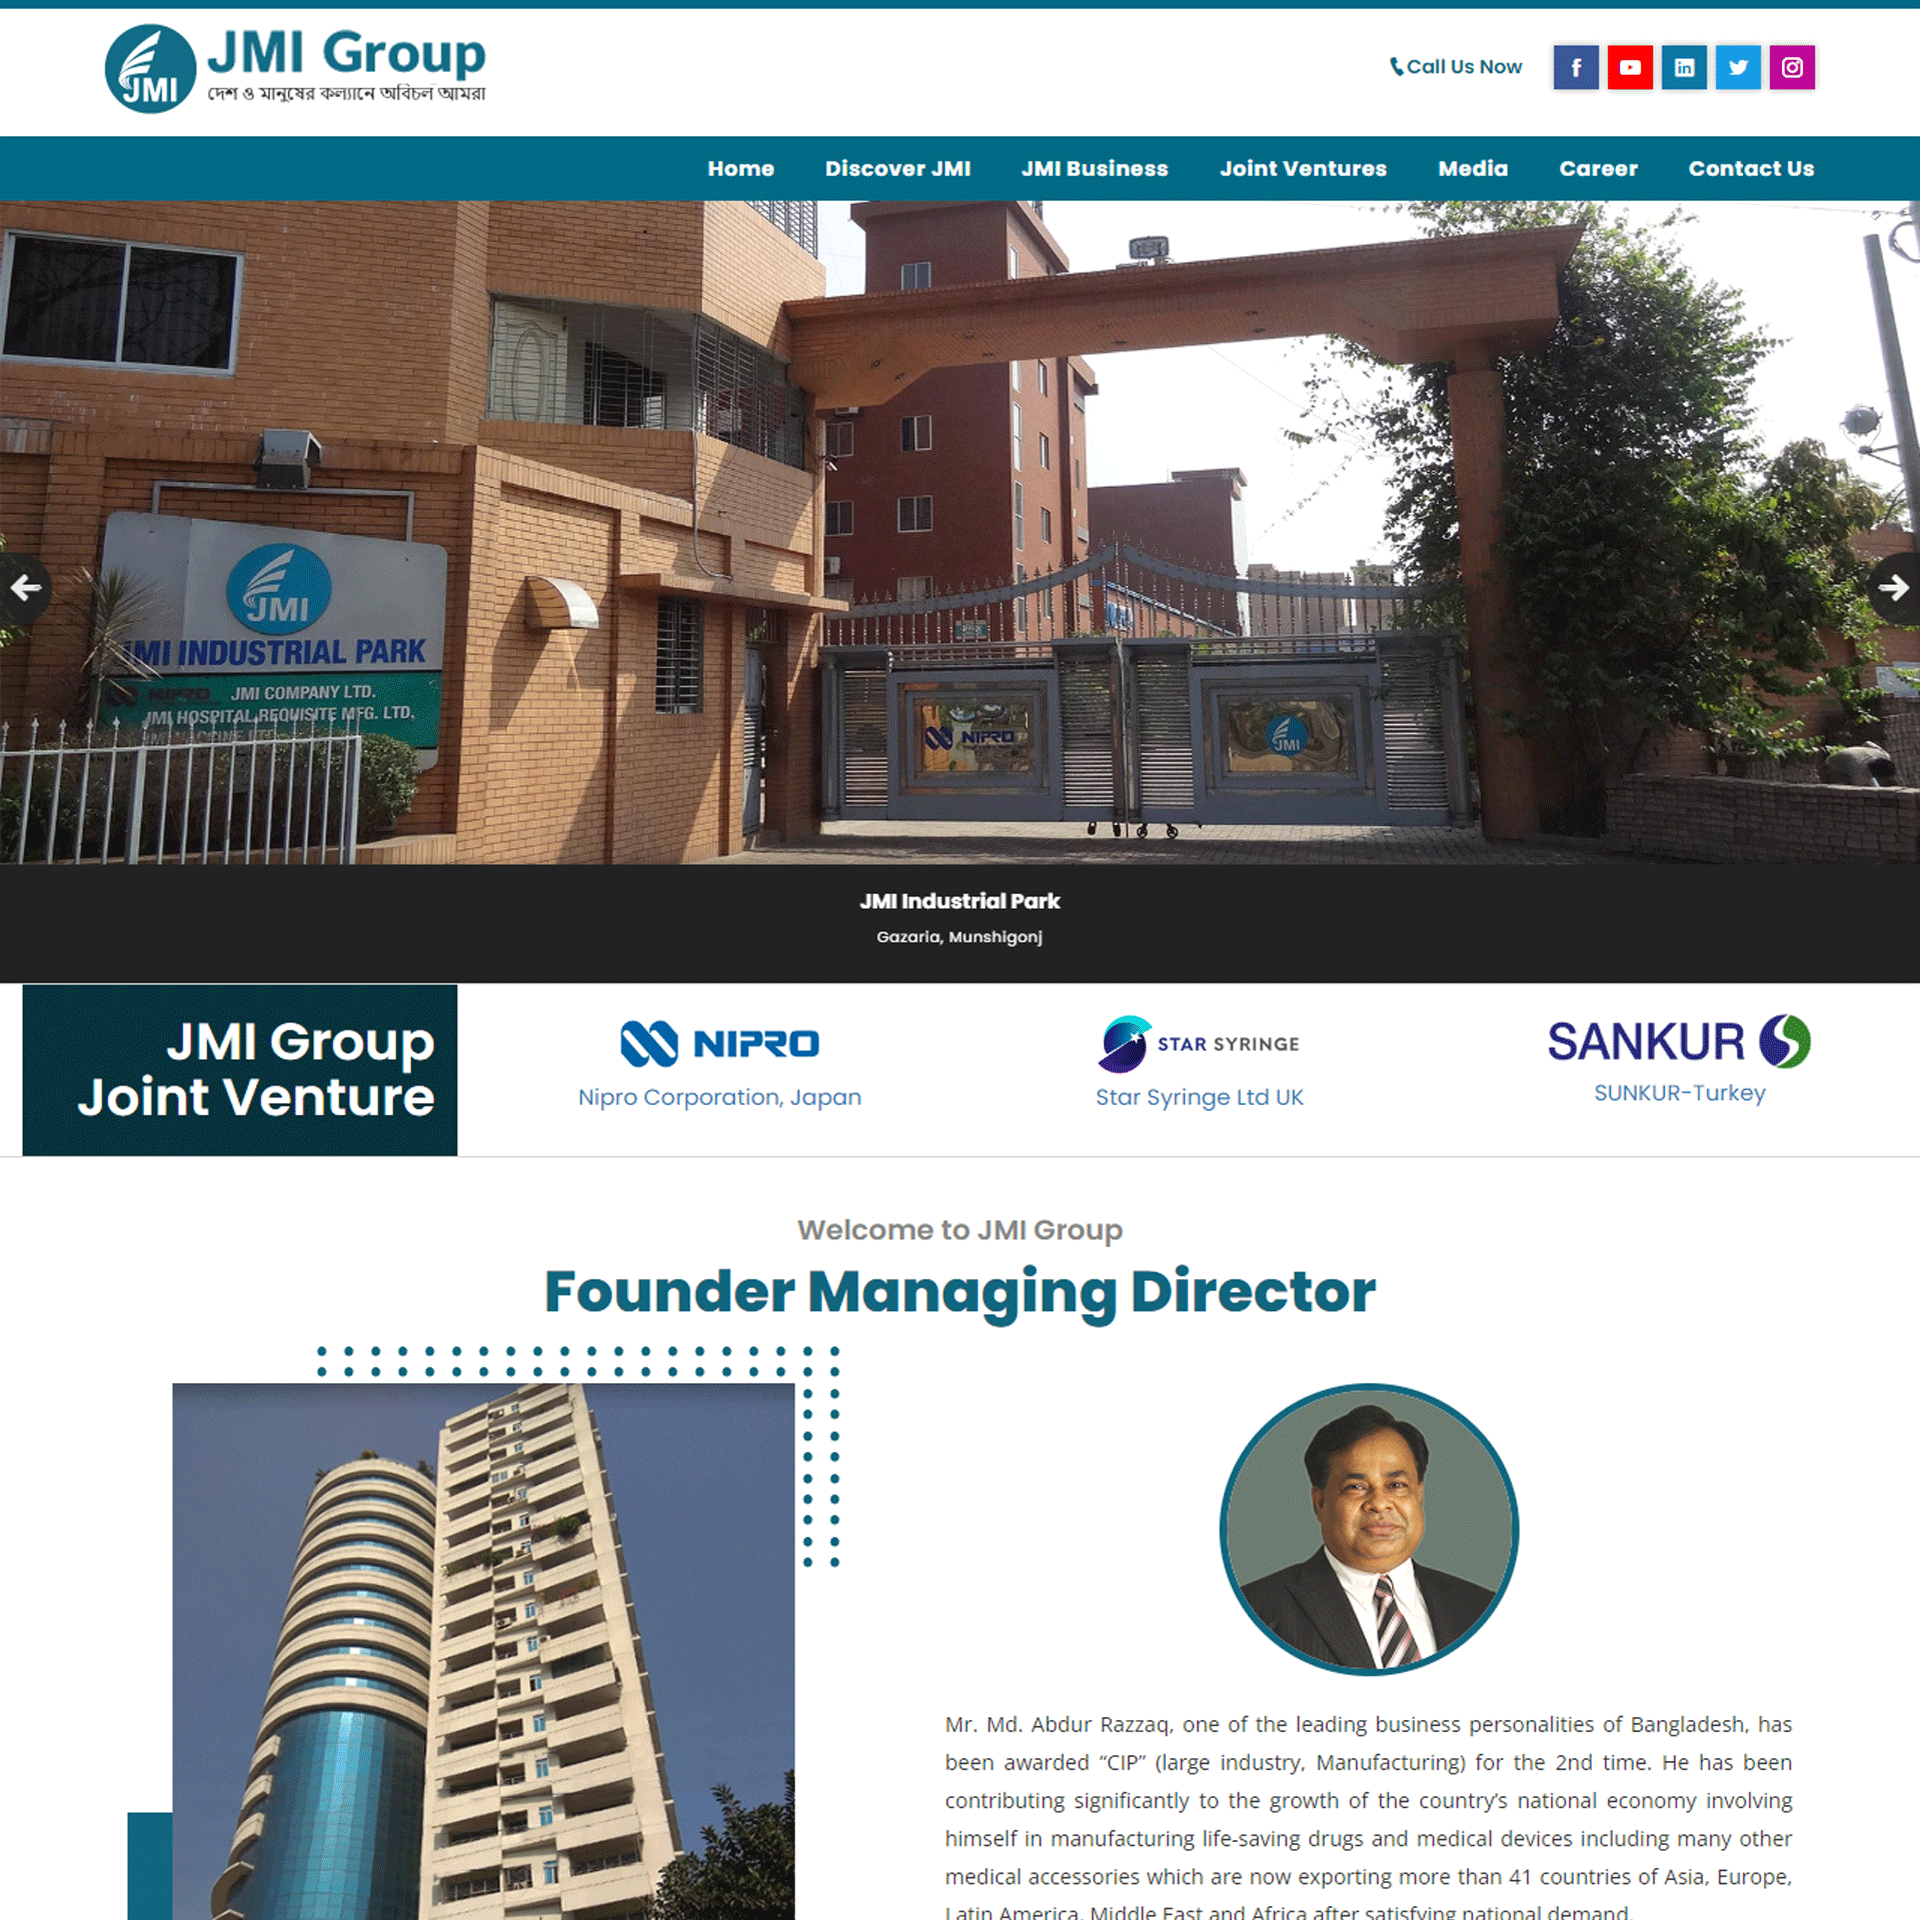 JMI Group
JMI
দেশ ও মানুষের কল্যানে অবিচল আমরা
Call Us Now
Home Discover JMI JMI Business Joint Ventures Media Career Contact Us
JMI
JMI INDUSTRIAL PARK
NIPRO JMI COMPANY LTD.
JMI HOSPITAL REQUISITE MFG. LTD.
NIPRO
JMI
JMI Industrial Park
Gazaria, Munshigonj
JMI Group
Joint Venture
NIPRO
Nipro Corporation, Japan
STAR SYRINGE
Star Syringe Ltd UK
SANKUR
SUNKUR-Turkey
Welcome to JMI Group
Founder Managing Director
Mr. Md. Abdur Razzaq, one of the leading business personalities of Bangladesh, has
been awarded “CIP” (large industry, Manufacturing) for the 2nd time. He has been
contributing significantly to the growth of the country’s national economy involving
himself in manufacturing life-saving drugs and medical devices including many other
medical accessories which are now exporting more than 41 countries of Asia, Europe,
Latin America, Middle East and Africa after satisfying national demand.